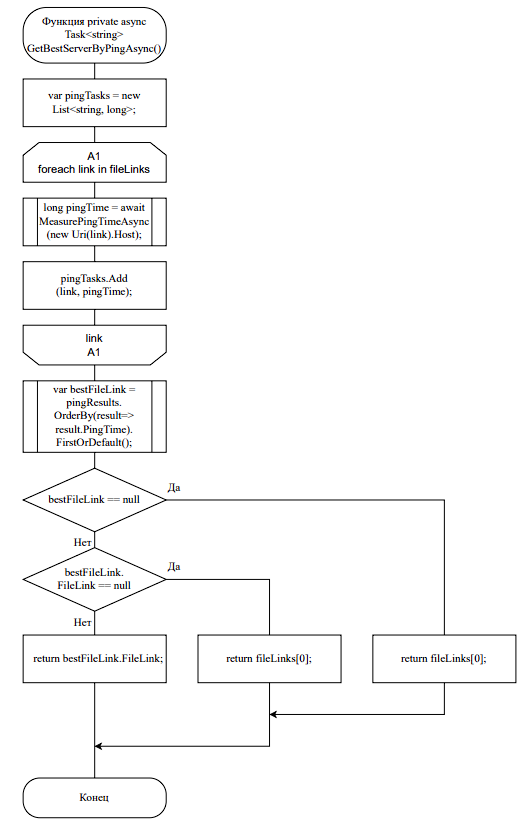 Функция private async
Task<string>
GetBestServerByPingAsync()
var pingTasks = new
List<string, long>;
A1
foreach link in fileLinks
long pingTime = await
MeasurePingTimeAsync
(new Uri(link).Host);
pingTasks.Add
(link, pingTime);
link
A1
var bestFileLink =
pingResults.
OrderBy(result=>
result.PingTime).
FirstOrDefault();
Да
bestFileLink == null
Нет
Да
bestFileLink.
FileLink == null
Нет
return bestFileLink.FileLink;
return fileLinks[0];
return fileLinks[0];
Конец